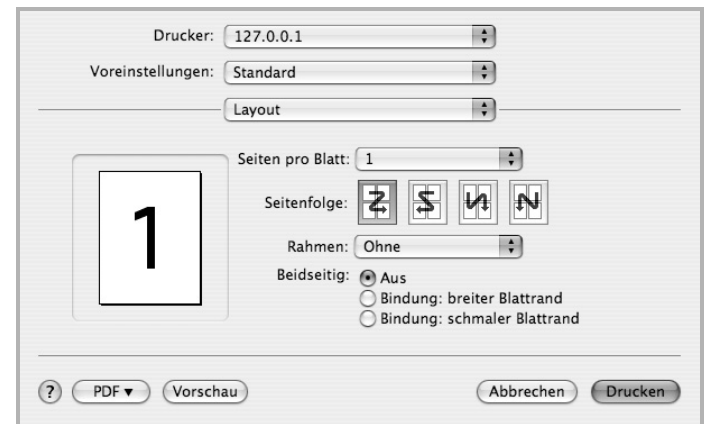 Drucker: 127.0.0.1
Voreinstellungen: Standard
Layout
Seiten pro Blatt: 1
1
Seitenfolge:
Rahmen: Ohne
Beidseitig: Aus
Bindung: breiter Blattrand
Bindung: schmaler Blattrand
? PDF▼ Vorschau Abbrechen Drucken